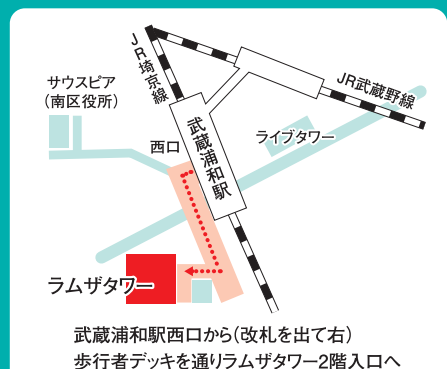 JR埼京線
サウスピア
(南区役所)
JR武蔵野線
西口
武蔵浦和駅
ライブタワー
ラムザタワー
武蔵浦和駅西口から(改札を出て右)
歩行者デッキを通りラムザタワー2階入口へ